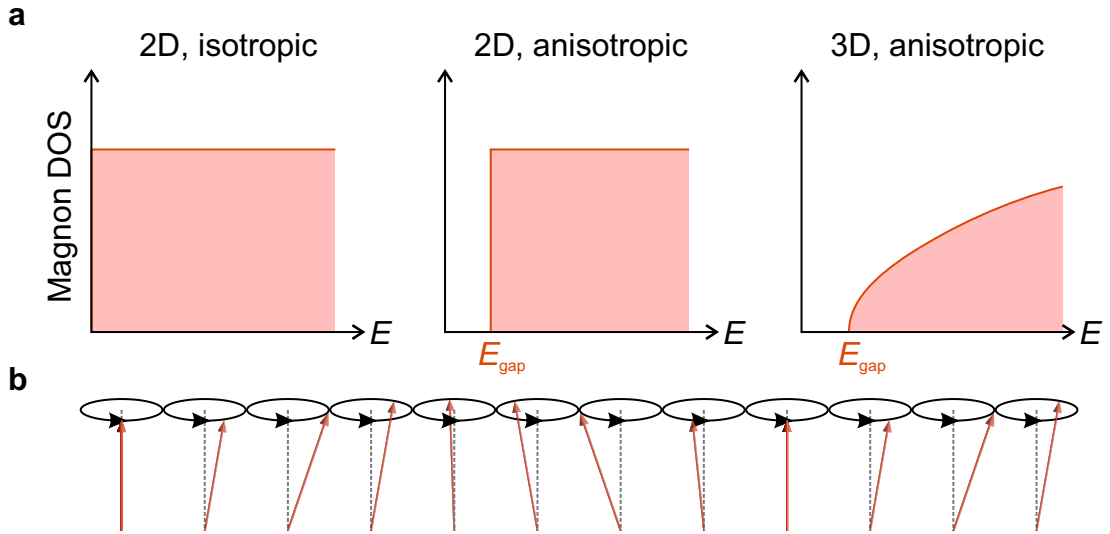 a
2D, isotropic
2D, anisotropic
3D, anisotropic
Magnon DOS
E
E
E
Egap
Egap
b